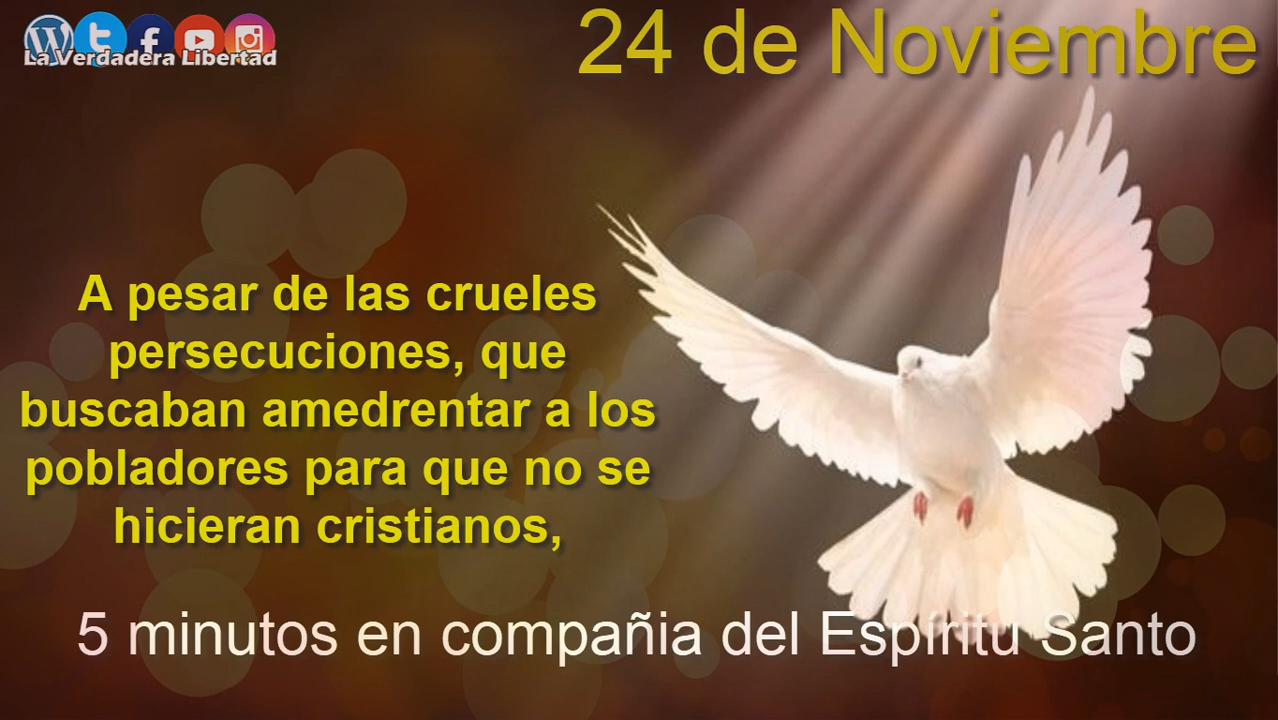 La Verdadera Libertad
24 de Noviembre
A pesar de las crueles
persecuciones, que
buscaban amedrentar a los
pobladores para que no se
hicieran cristianos,
5 minutos en compañia del Espíritu Santo